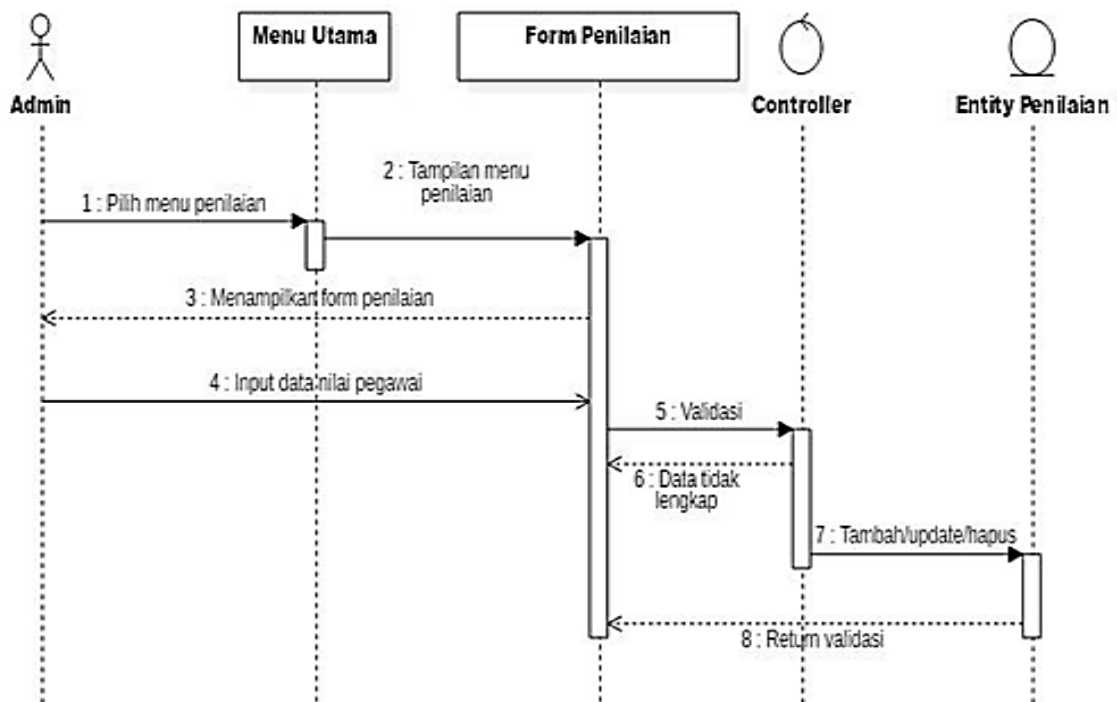 Menu Utama
Form Penilaian
Admin
Controller
Entity Penilaian
2 : Tampilan menu
penilaian
1 : Pilih menu penilaian
3 : Menampilkan form penilaian
4 : Input data nilai pegawai
5 : Validasi
6 : Data tidak
lengkap
7 : Tambah/update/hapus
8 : Return validasi